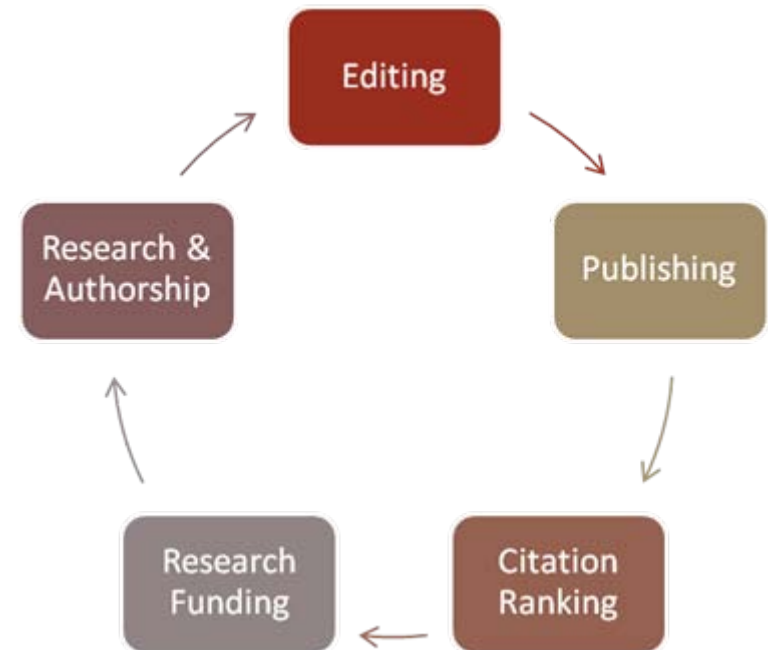 Editing
Publishing
Citation
Ranking
Research
Funding
Research &
Authorship